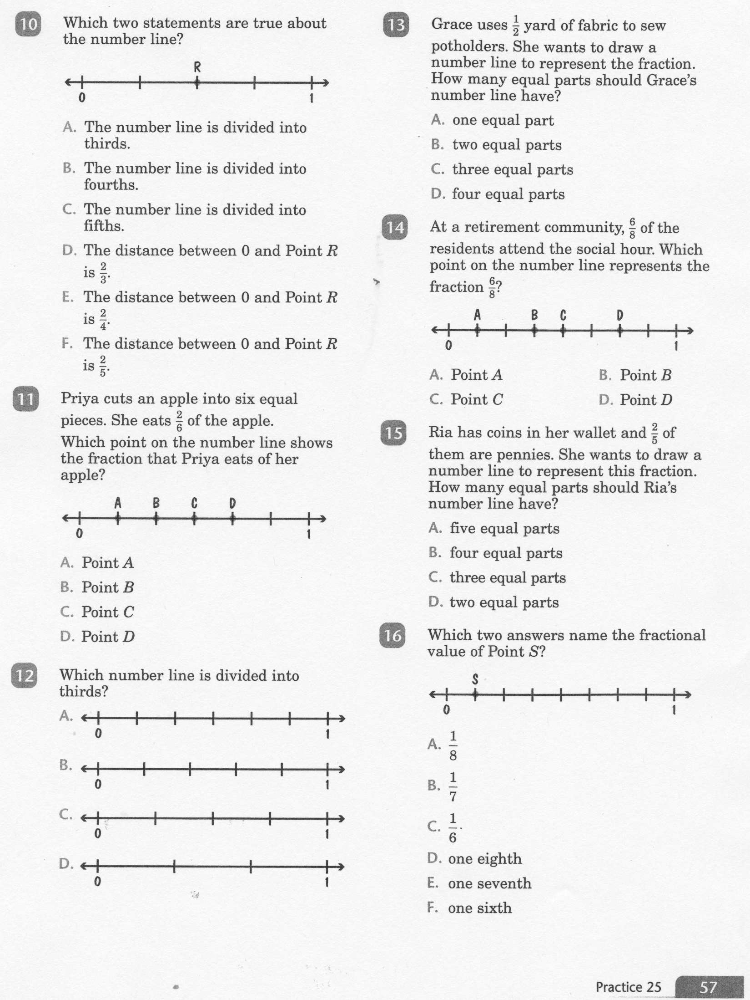 10
Which two statements are true about
the number line?
R
0 1
A. The number line is divided into
thirds.
B. The number line is divided into
fourths.
C. The number line is divided into
fifths.
D. The distance between 0 and Point R
is 2/3.
E. The distance between 0 and Point R
is 2/4.
F. The distance between 0 and Point R
is 2/5.
11
Priya cuts an apple into six equal
pieces. She eats 2/6 of the apple.
Which point on the number line shows
the fraction that Priya eats of her
apple?
A B C D
0 1
A. Point A
B. Point B
C. Point C
D. Point D
12
Which number line is divided into
thirds?
A.
0 1
B.
0 1
C.
0 1
D.
0 1
13
Grace uses 1/2 yard of fabric to sew
potholders. She wants to draw a
number line to represent the fraction.
How many equal parts should Grace's
number line have?
A. one equal part
B. two equal parts
C. three equal parts
D. four equal parts
14
At a retirement community, 6/8 of the
residents attend the social hour. Which
point on the number line represents the
fraction 6/8?
A B C D
0 1
A. Point A B. Point B
C. Point C D. Point D
15
Ria has coins in her wallet and 2/5 of
them are pennies. She wants to draw a
number line to represent this fraction.
How many equal parts should Ria's
number line have?
A. five equal parts
B. four equal parts
C. three equal parts
D. two equal parts
16
Which two answers name the fractional
value of Point S?
S
0 1
A. 1/8
B. 1/7
C. 1/6
D. one eighth
E. one seventh
F. one sixth
Practice 25 57